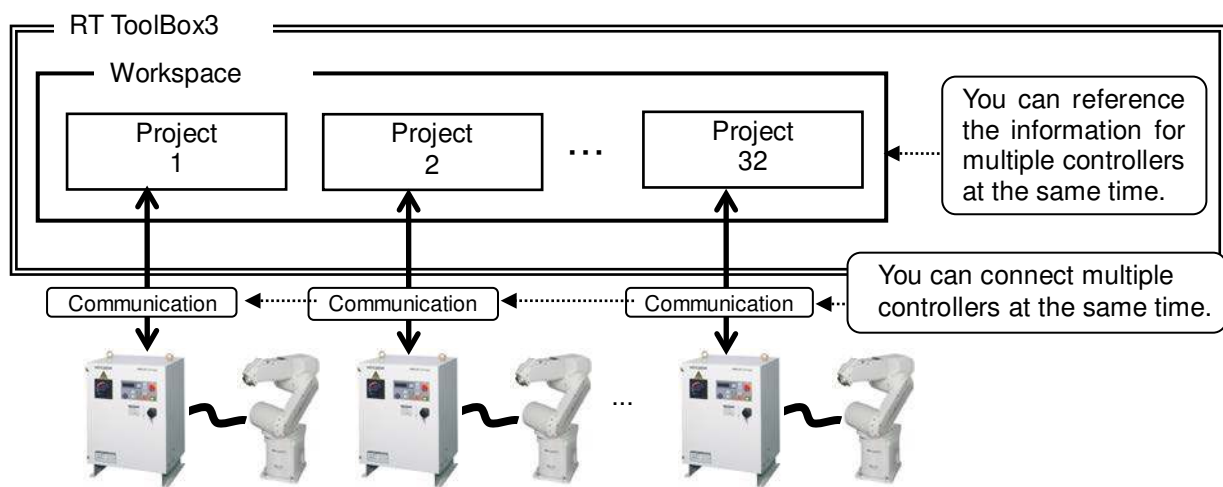 RT ToolBox3
Workspace
Project
1
Project
2
...
Project
32
You can reference
the information for
multiple controllers
at the same time.
Communication
Communication
Communication
You can connect multiple
controllers at the same time.
...